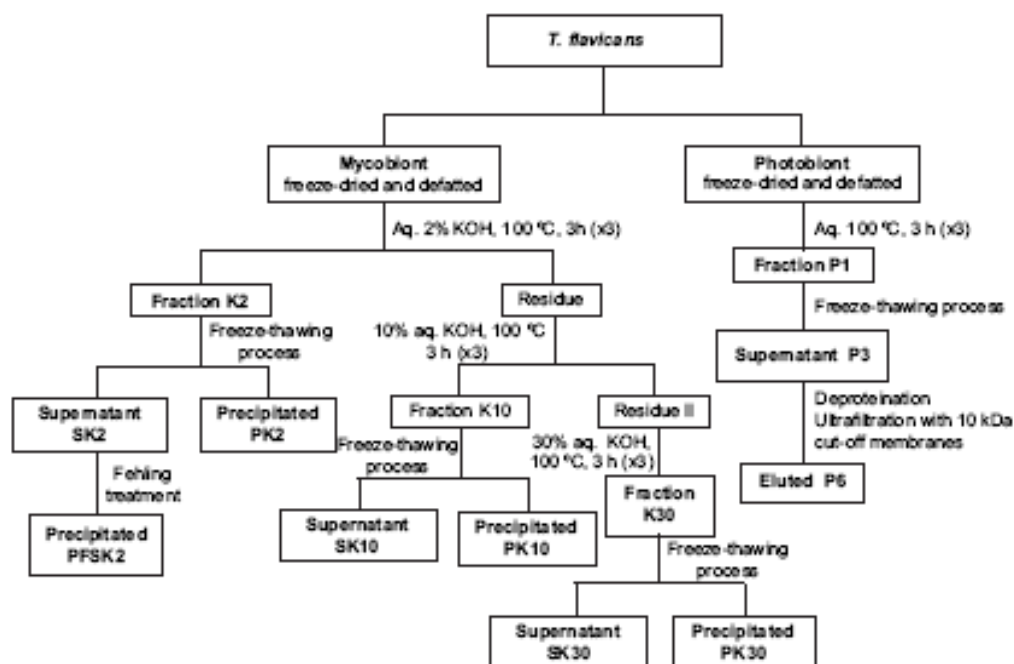 T. flavicans
Mycobiont
freeze-dried and defatted
Photobiont
freeze-dried and defatted
Aq. 2% KOH, 100 ºC, 3h (x3)
Aq. 100 ºC, 3 h (x3)
Fraction K2
Residue
Fraction P1
Freeze-thawing
process
10% aq. KOH, 100 ºC
3 h (x3)
Freeze-thawing process
Supernatant P3
Supernatant
SK2
Precipitated
PK2
Fraction K10
Residue II
Deproteination
Ultrafiltration with 10 kDa
cut-off membranes
Freeze-thawing
process
30% aq. KOH,
100 ºC, 3 h (x3)
Fehling
treatment
Eluted P6
Fraction
K30
Precipitated
PFSK2
Supernatant
SK10
Precipitated
PK10
Freeze-thawing
process
Supernatant
SK30
Precipitated
PK30